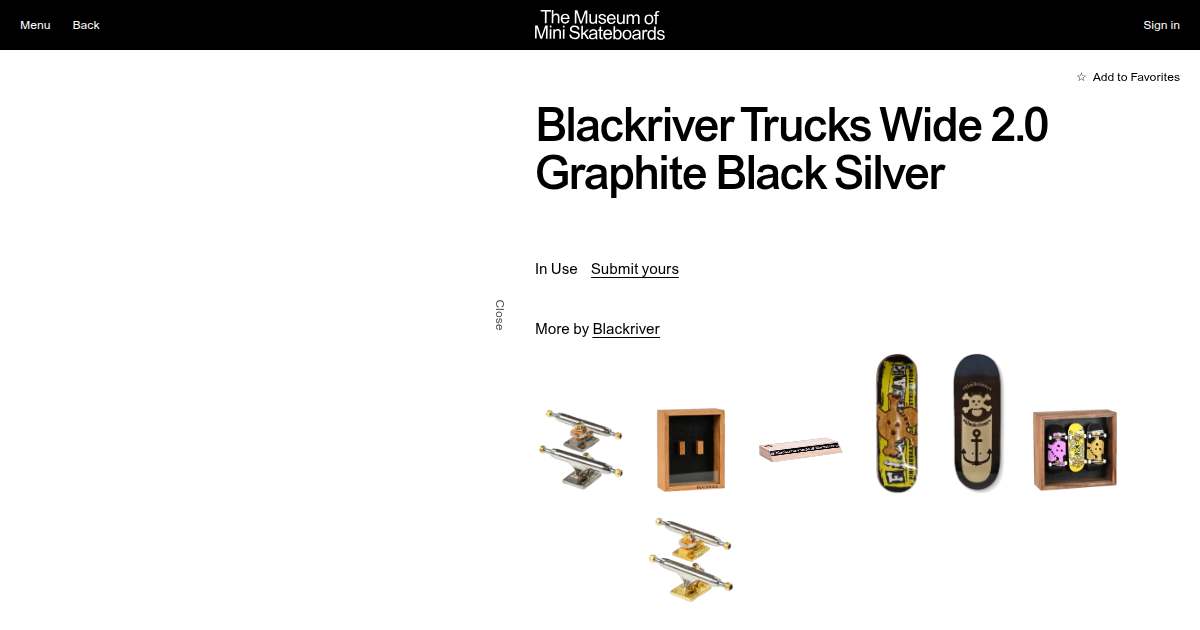 Menu
Back
The Museum of
Mini Skateboards
Sign in
☆ Add to Favorites
Blackriver Trucks Wide 2.0
Graphite Black Silver
In Use Submit yours
Close
More by Blackriver